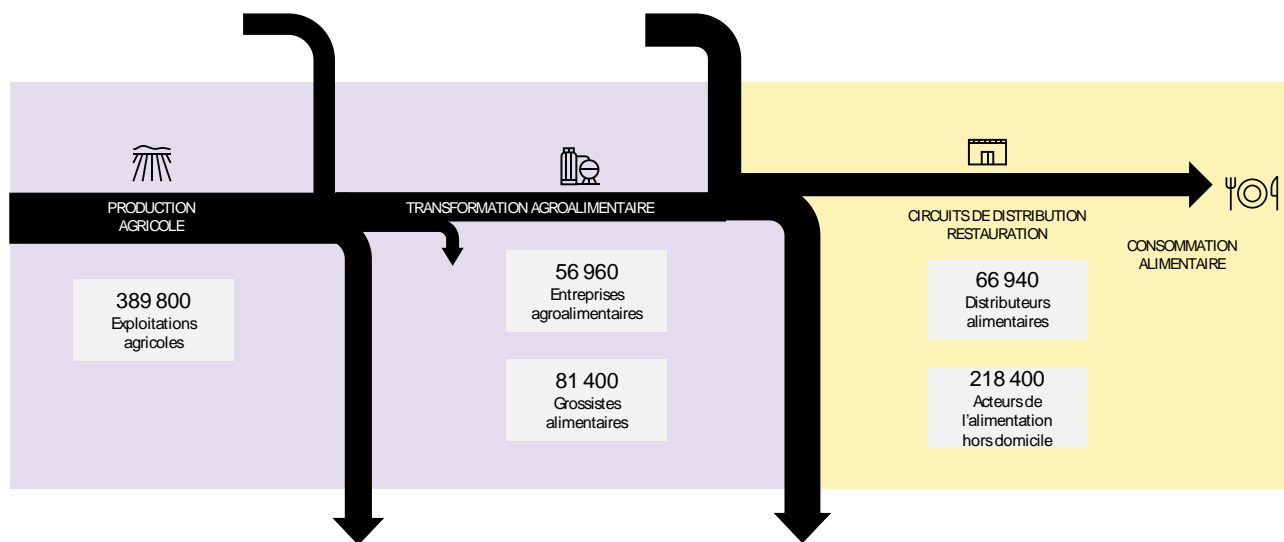 PRODUCTION
AGRICOLE
389 800
Exploitations
agricoles
TRANSFORMATION AGROALIMENTAIRE
56 960
Entreprises
agroalimentaires
81 400
Grossistes
alimentaires
CIRCUITS DE DISTRIBUTION
RESTAURATION
66 940
Distributeurs
alimentaires
218 400
Acteurs de
l'alimentation
hors domicile
CONSOMMATION
ALIMENTAIRE